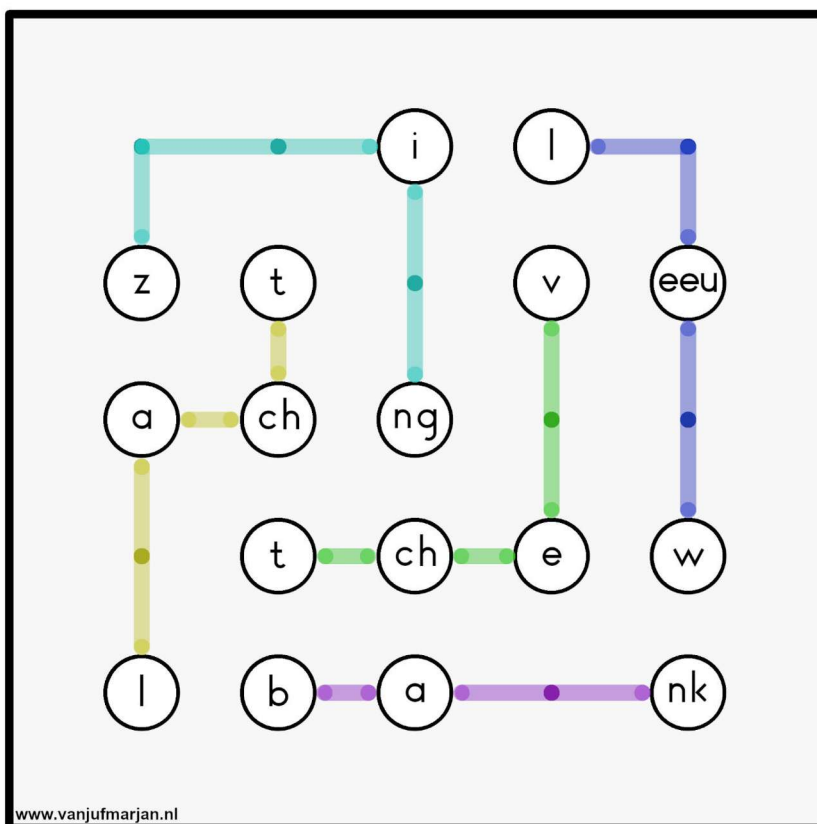 i l
z t v eeu
a ch ng
t ch e w
l b a nk
www.vanjufmarjan.nl